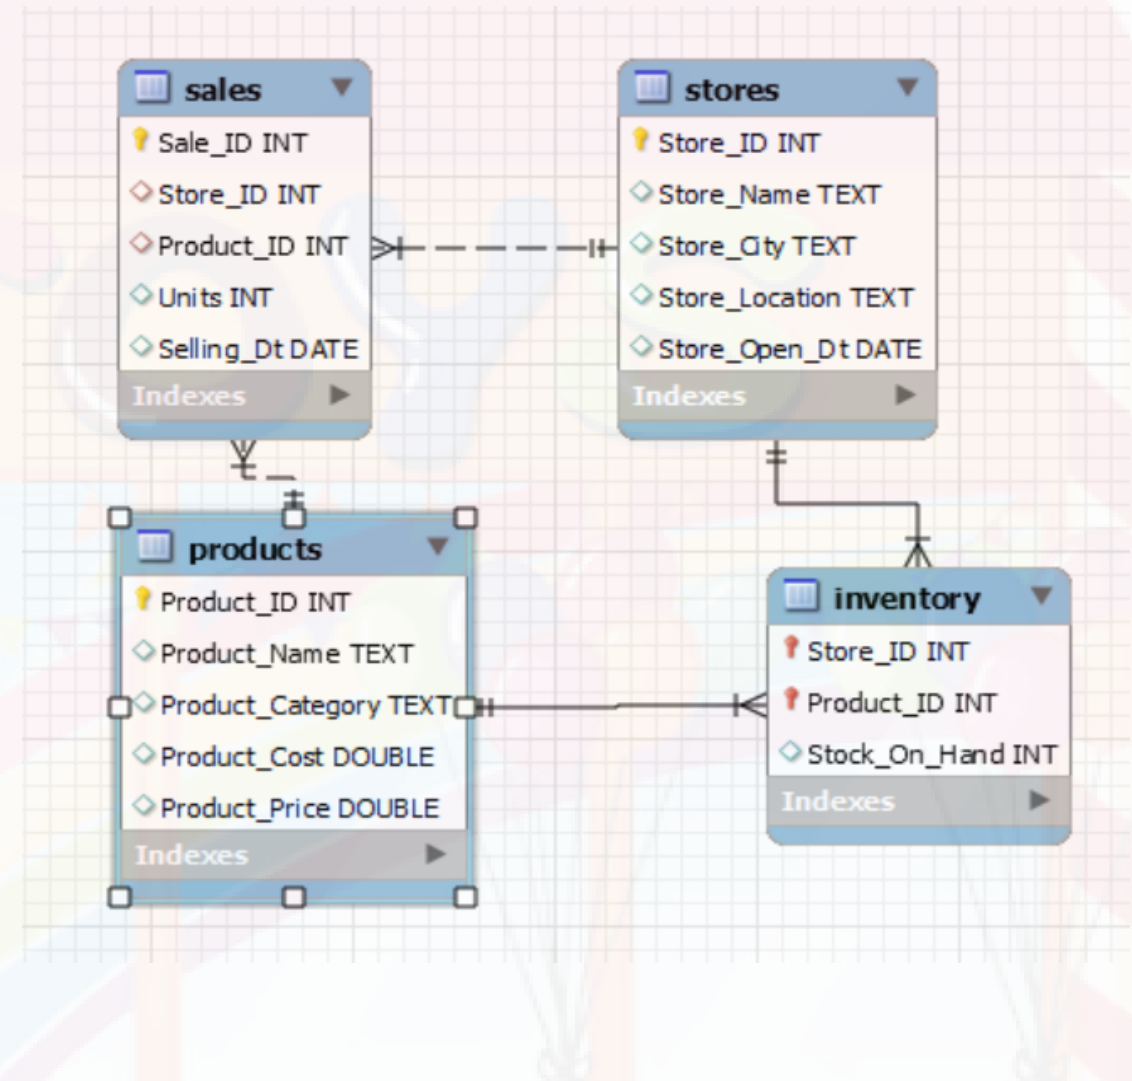 sales
Sale_ID INT
Store_ID INT
Product_ID INT
Units INT
Selling_Dt DATE
Indexes
stores
Store_ID INT
Store_Name TEXT
Store_City TEXT
Store_Location TEXT
Store_Open_Dt DATE
Indexes
products
Product_ID INT
Product_Name TEXT
Product_Category TEXT
Product_Cost DOUBLE
Product_Price DOUBLE
Indexes
inventory
Store_ID INT
Product_ID INT
Stock_On_Hand INT
Indexes